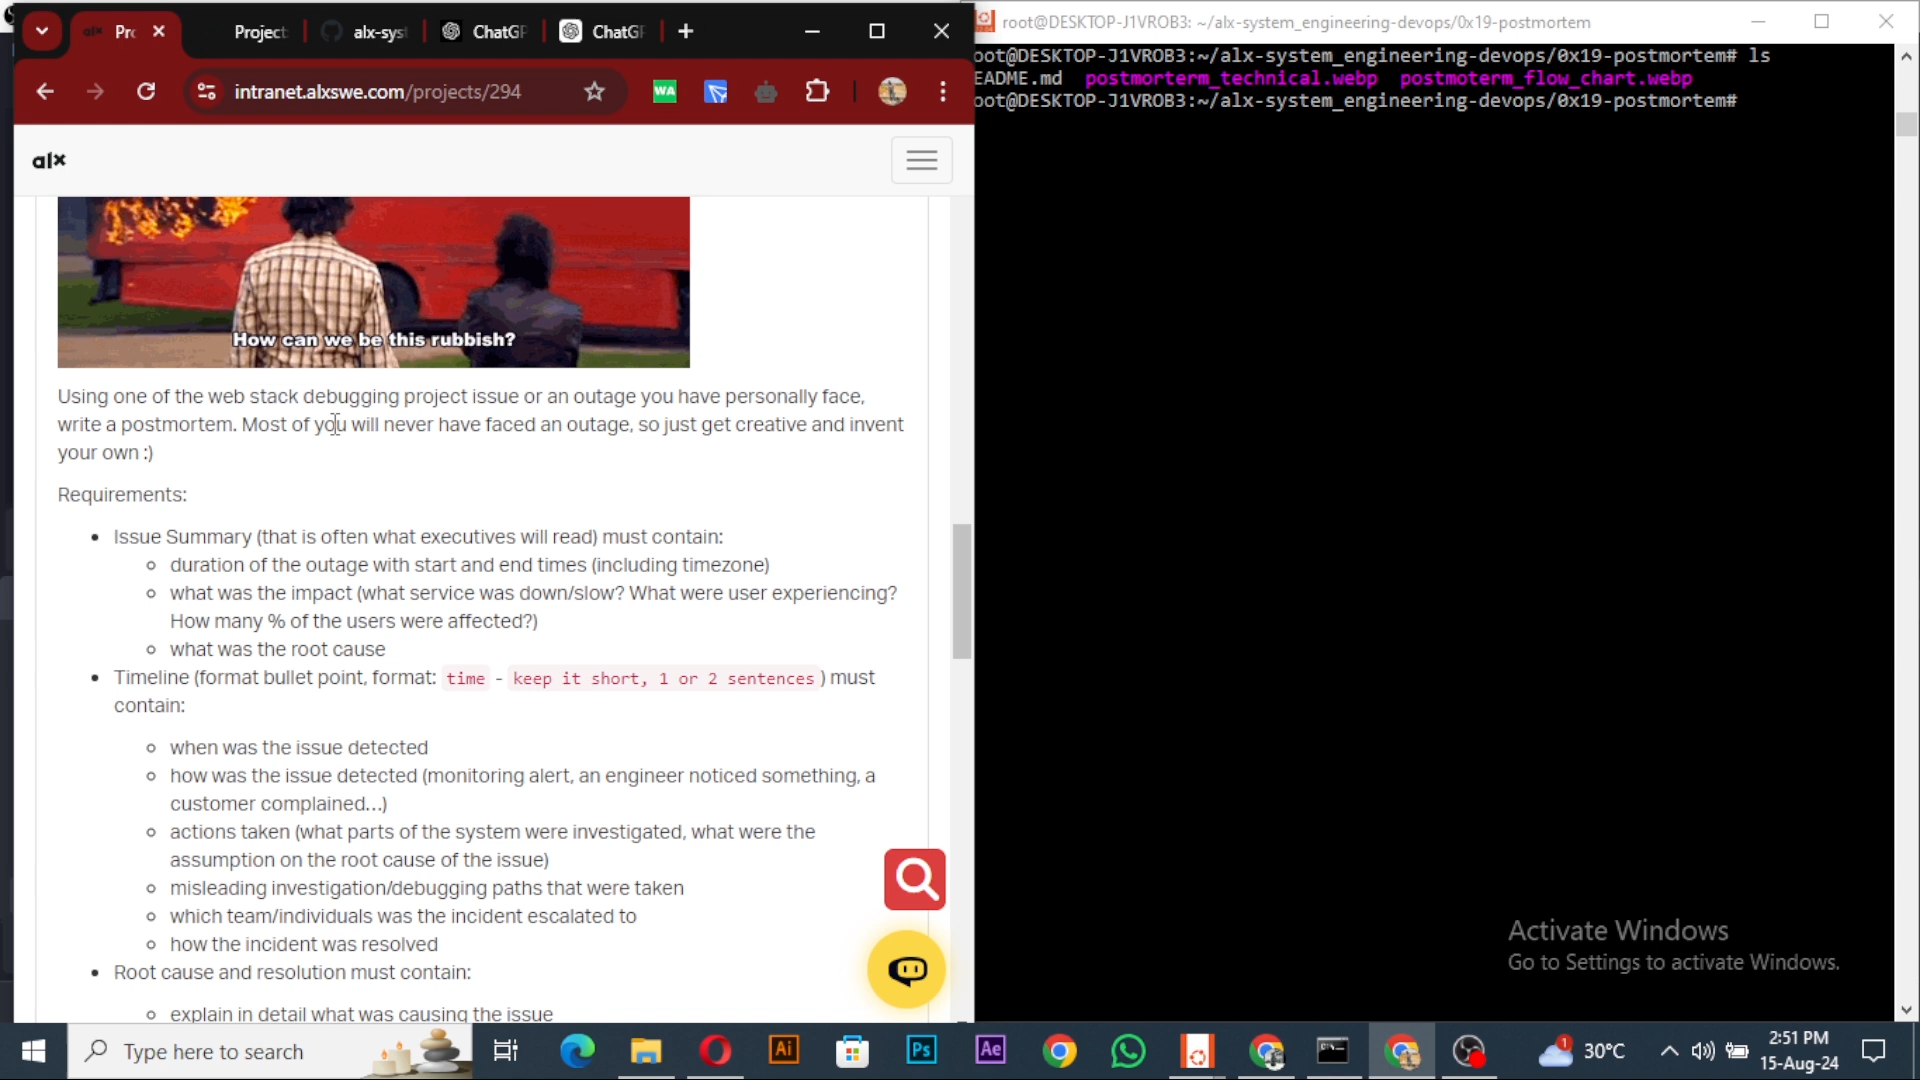 Pr
Project
alx-sys
ChatGP
ChatGP
intranet.alxswe.com/projects/294
WA
alx
How can we be this rubbish?
Using one of the web stack debugging project issue or an outage you have personally face,
write a postmortem. Most of you will never have faced an outage, so just get creative and invent
your own :)
Requirements:
Issue Summary (that is often what executives will read) must contain:
duration of the outage with start and end times (including timezone)
what was the impact (what service was down/slow? What were user experiencing?
How many % of the users were affected?)
what was the root cause
Timeline (format bullet point, format: time - keep it short, 1 or 2 sentences) must
contain:
when was the issue detected
how was the issue detected (monitoring alert, an engineer noticed something, a
customer complained…)
actions taken (what parts of the system were investigated, what were the
assumption on the root cause of the issue)
misleading investigation/debugging paths that were taken
which team/individuals was the incident escalated to
how the incident was resolved
Root cause and resolution must contain:
explain in detail what was causing the issue
root@DESKTOP-J1VROB3: ~/alx-system_engineering-devops/0x19-postmortem
oot@DESKTOP-J1VROB3:~/alx-system_engineering-devops/0x19-postmortem# ls
EADME.md postmorterm_technical.webp postmoterm_flow_chart.webp
oot@DESKTOP-J1VROB3:~/alx-system_engineering-devops/0x19-postmortem#
Activate Windows
Go to Settings to activate Windows.
Type here to search
Ai
Ps
Ae
1
30°C
2:51 PM
15-Aug-24